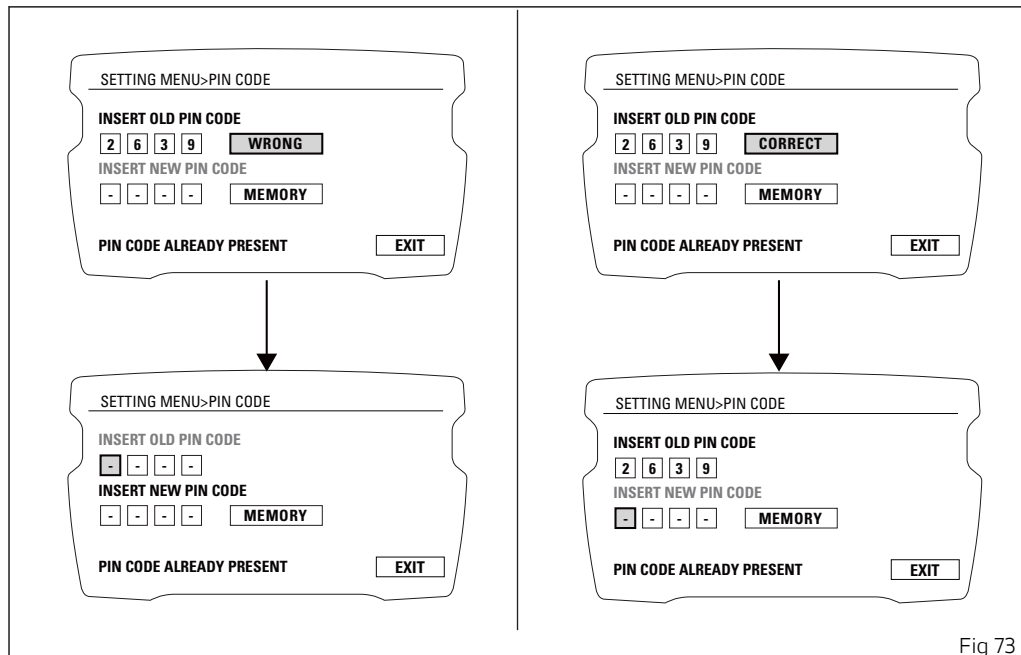 SETTING MENU>PIN CODE
INSERT OLD PIN CODE
2 6 3 9 WRONG
INSERT NEW PIN CODE
- - - - MEMORY
PIN CODE ALREADY PRESENT EXIT
SETTING MENU>PIN CODE
INSERT OLD PIN CODE
- - - -
INSERT NEW PIN CODE
- - - - MEMORY
PIN CODE ALREADY PRESENT EXIT
SETTING MENU>PIN CODE
INSERT OLD PIN CODE
2 6 3 9 CORRECT
INSERT NEW PIN CODE
- - - - MEMORY
PIN CODE ALREADY PRESENT EXIT
SETTING MENU>PIN CODE
INSERT OLD PIN CODE
2 6 3 9
INSERT NEW PIN CODE
- - - - MEMORY
PIN CODE ALREADY PRESENT EXIT
Fig 73